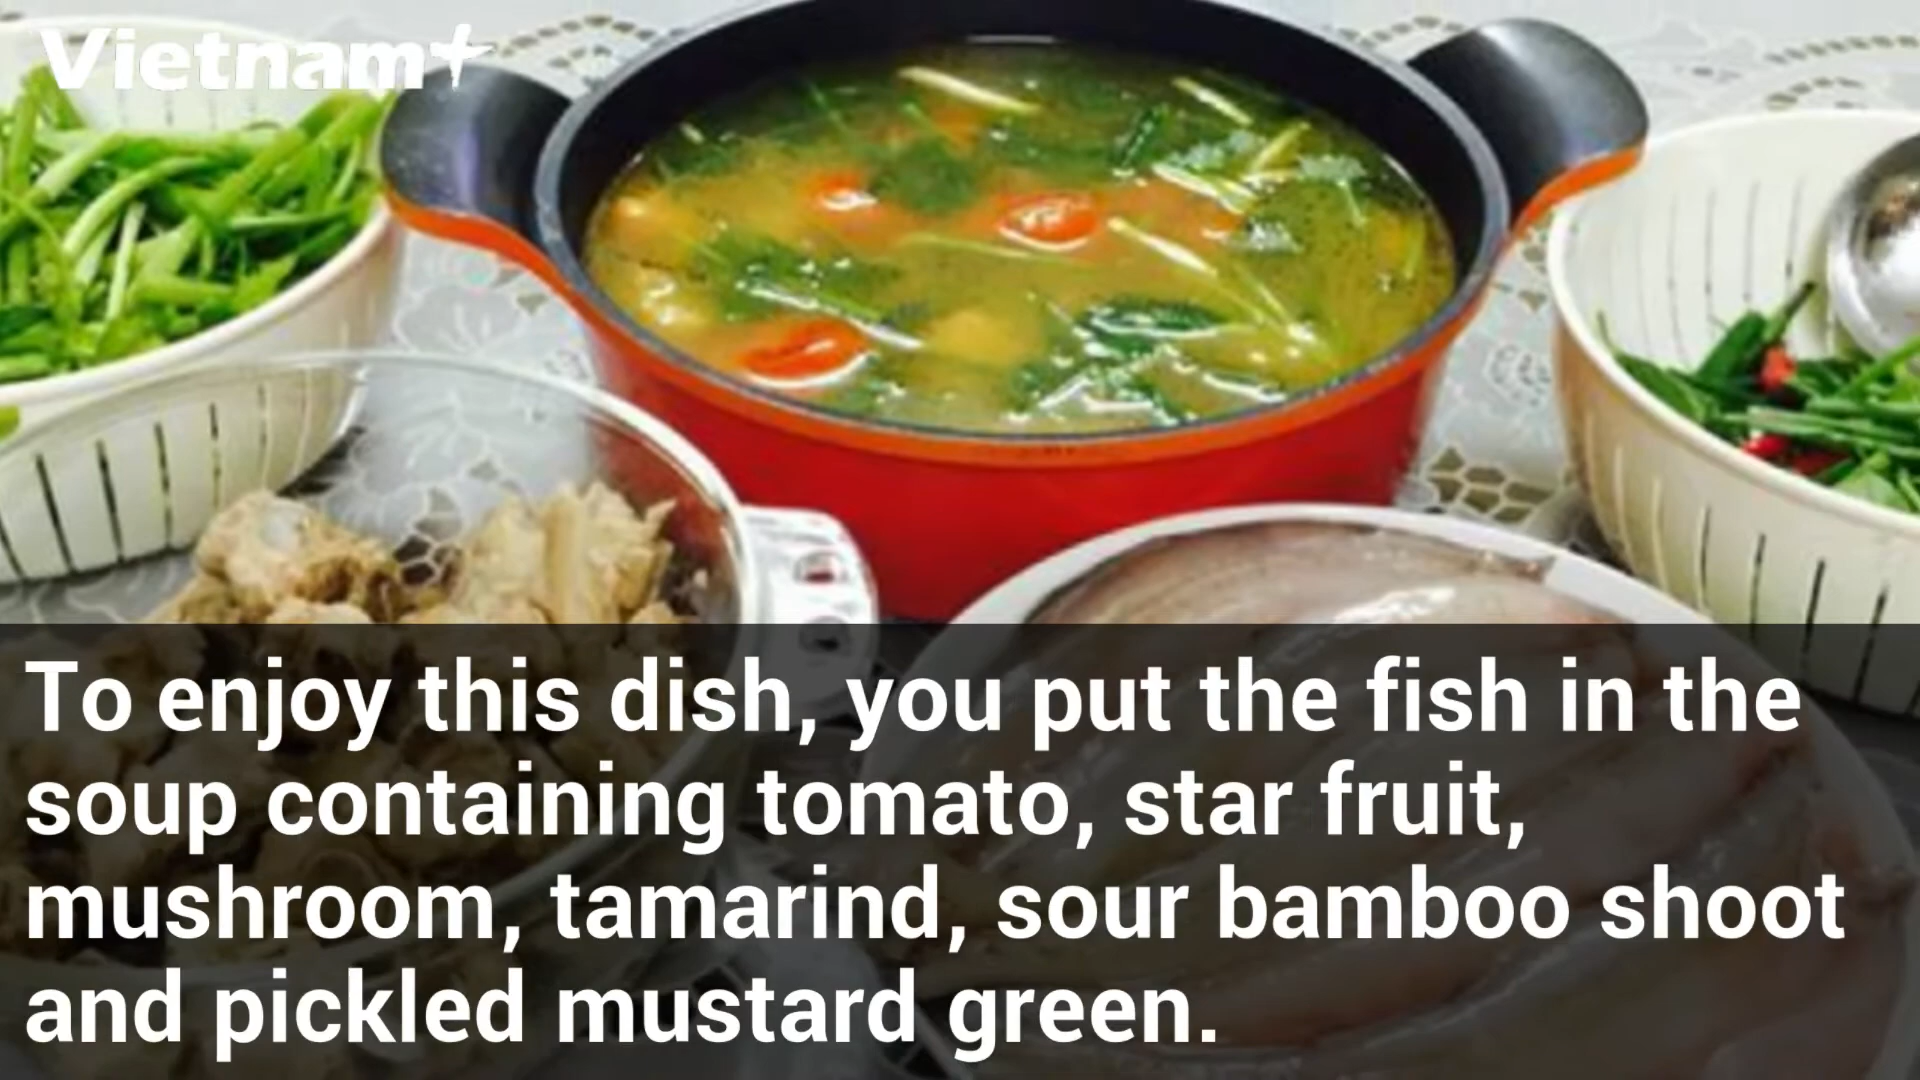 Vietnam+
To enjoy this dish, you put the fish in the
soup containing tomato, star fruit,
mushroom, tamarind, sour bamboo shoot
and pickled mustard green.